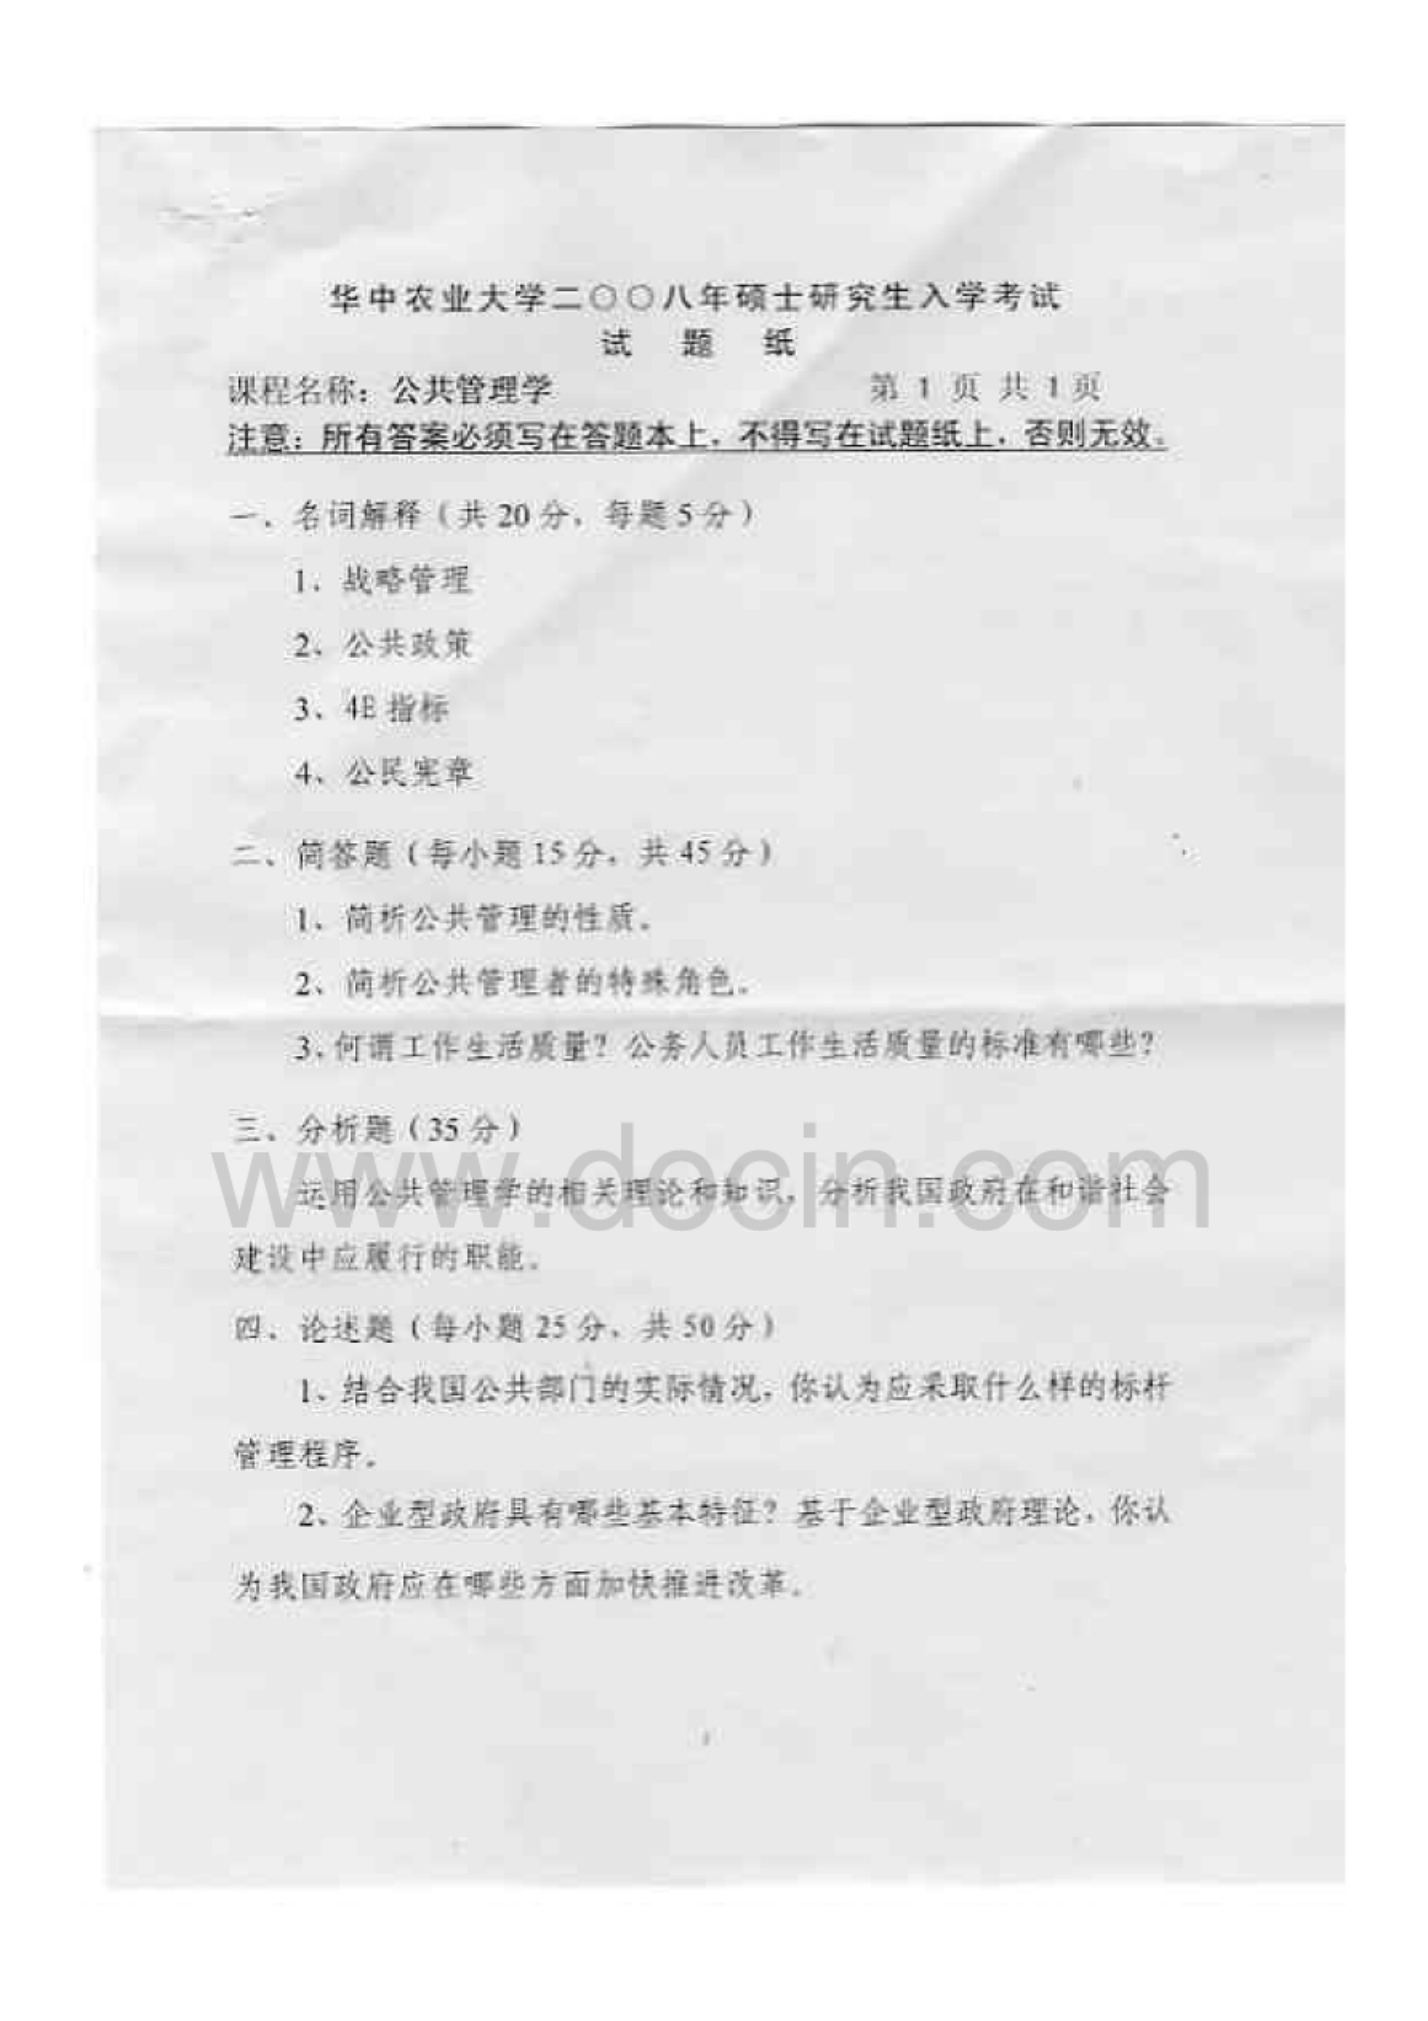 华中农业大学二〇〇八年硕士研究生入学考试
试 题 纸
课程名称：公共管理学 第 1 页 共 1 页
注意：所有答案必须写在答题本上，不得写在试题纸上，否则无效。
一、名词解释（共 20 分，每题 5 分）
1、战略管理
2、公共政策
3、4E 指标
4、公民宪章
二、简答题（每小题 15 分，共 45 分）
1、简析公共管理的性质。
2、简析公共管理者的特殊角色。
3、何谓工作生活质量？公务人员工作生活质量的标准有哪些？
三、分析题（35 分）
www.docin.com
运用公共管理学的相关理论和知识，分析我国政府在和谐社会
建设中应履行的职能。
四、论述题（每小题 25 分、共 50 分）
1、结合我国公共部门的实际情况，你认为应采取什么样的标杆
管理程序。
2、企业型政府具有哪些基本特征？基于企业型政府理论，你认
为我国政府应在哪些方面加快推进改革。